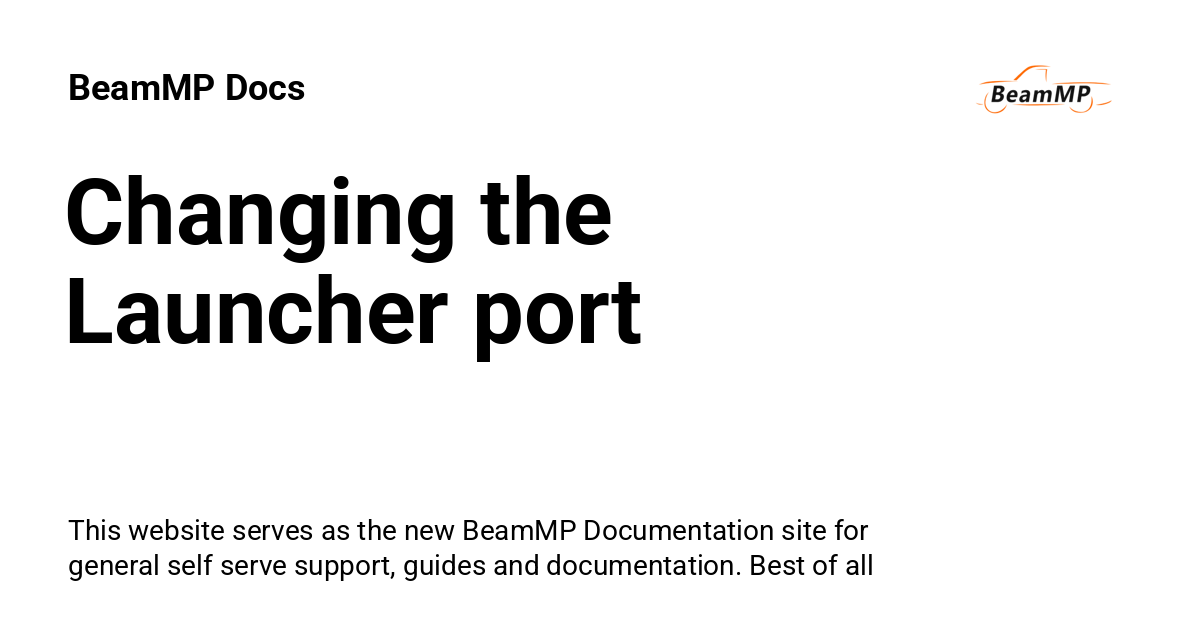 BeamMP Docs
BeamMP
Changing the
Launcher port
This website serves as the new BeamMP Documentation site for
general self serve support, guides and documentation. Best of all